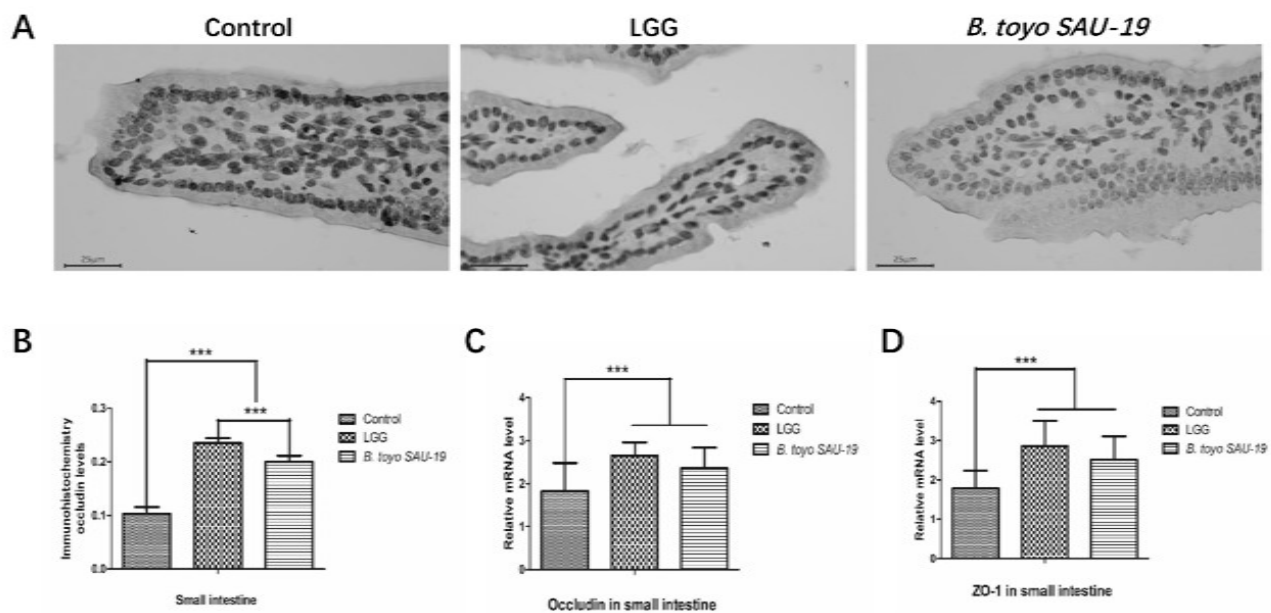 A
Control
LGG
B. toyo SAU-19
25μm
25μm
B
***
***
0.3
0.2
0.1
0.0
Immunohistochemistry
occludin levels
Small intestine
Control
LGG
B. toyo SAU-19
C
***
4
3
2
1
0
Relative mRNA level
Occludin in small intestine
Control
LGG
B. toyo SAU-19
D
***
4
3
2
1
0
Relative mRNA level
ZO-1 in small intestine
Control
LGG
B. toyo SAU-19